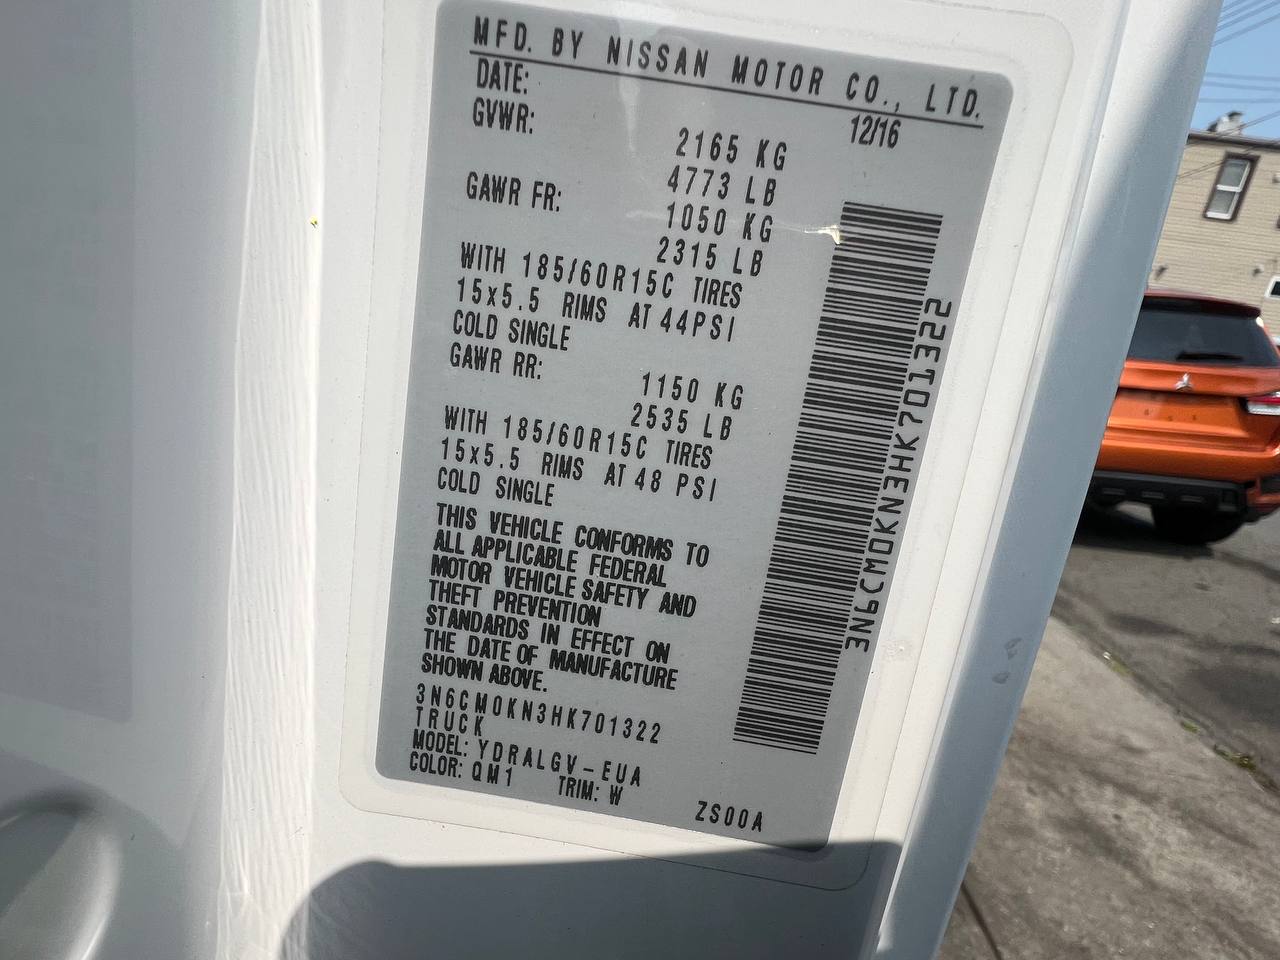 MFD. BY NISSAN MOTOR CO., LTD.
DATE: 12/16
GVWR: 2165 KG
4773 LB
GAWR FR: 1050 KG
2315 LB
WITH 185/60R15C TIRES
15x5.5 RIMS AT 44PSI
COLD SINGLE
GAWR RR: 1150 KG
2535 LB
WITH 185/60R15C TIRES
15x5.5 RIMS AT 48 PSI
COLD SINGLE
THIS VEHICLE CONFORMS TO
ALL APPLICABLE FEDERAL
MOTOR VEHICLE SAFETY AND
THEFT PREVENTION
STANDARDS IN EFFECT ON
THE DATE OF MANUFACTURE
SHOWN ABOVE.
3N6CM0KN3HK701322
TRUCK
MODEL: YDRALGV-EUA
COLOR: QM1 TRIM: W ZS00A
3N6CM0KN3HK701322